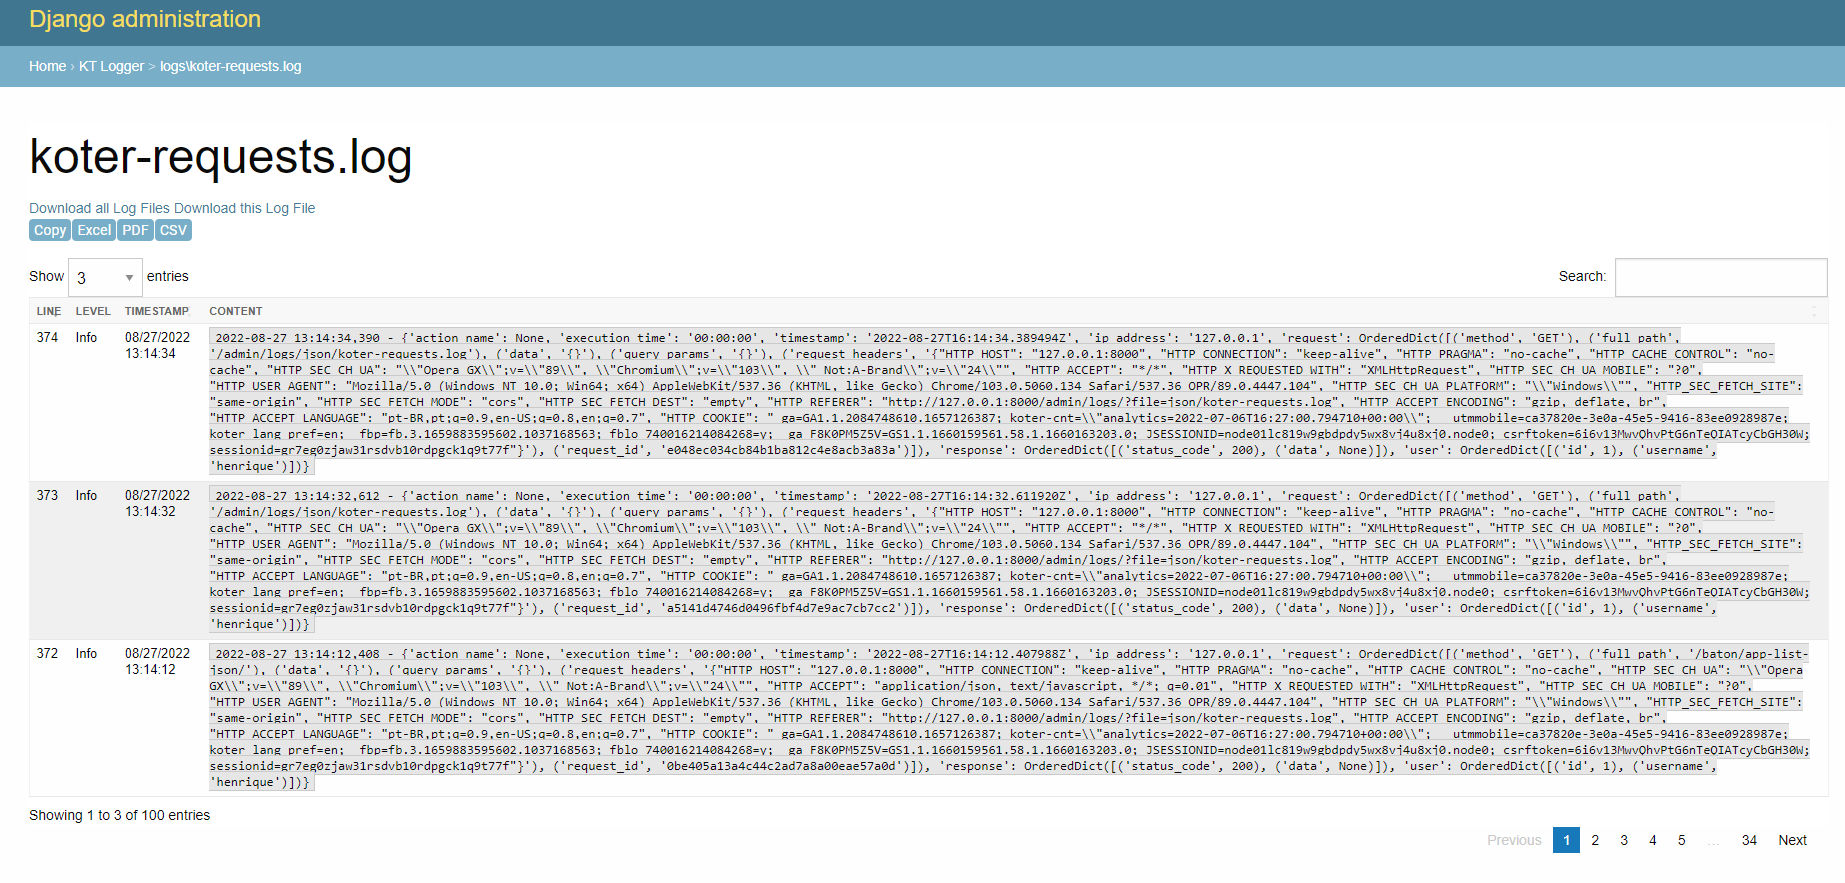 Django administration
Home › KT Logger > logs\koter-requests.log
koter-requests.log
Download all Log Files Download this Log File
Copy Excel PDF CSV
Show 3 entries Search:
LINE LEVEL TIMESTAMP CONTENT
374 Info 08/27/2022 13:14:34
2022-08-27 13:14:34,390 - {'action_name': None, 'execution_time': '00:00:00', 'timestamp': '2022-08-27T16:14:34.389494Z', 'ip_address': '127.0.0.1', 'request': OrderedDict([('method', 'GET'), ('full_path',
'/admin/logs/json/koter-requests.log'), ('data', '{}'), ('query_params', '{}'), ('request_headers', '{"HTTP_HOST": "127.0.0.1:8000", "HTTP_CONNECTION": "keep-alive", "HTTP_PRAGMA": "no-cache", "HTTP_CACHE_CONTROL": "no-
cache", "HTTP_SEC_CH_UA": "\\"Opera GX\\";v=\\"89\\", \\"Chromium\\";v=\\"103\\", \\"_Not:A-Brand\\";v=\\"24\\"", "HTTP_ACCEPT": "*/*", "HTTP_X_REQUESTED_WITH": "XMLHttpRequest", "HTTP_SEC_CH_UA_MOBILE": "?0",
"HTTP_USER_AGENT": "Mozilla/5.0 (Windows NT 10.0; Win64; x64) AppleWebKit/537.36 (KHTML, like Gecko) Chrome/103.0.5060.134 Safari/537.36 OPR/89.0.4447.104", "HTTP_SEC_CH_UA_PLATFORM": "\\"Windows\\"", "HTTP_SEC_FETCH_SITE":
"same-origin", "HTTP_SEC_FETCH_MODE": "cors", "HTTP_SEC_FETCH_DEST": "empty", "HTTP_REFERER": "http://127.0.0.1:8000/admin/logs/?file=json/koter-requests.log", "HTTP_ACCEPT_ENCODING": "gzip, deflate, br",
"HTTP_ACCEPT_LANGUAGE": "pt-BR,pt;q=0.9,en-US;q=0.8,en;q=0.7", "HTTP_COOKIE": "_ga=GA1.1.2084748610.1657126387; koter-cnt=\\"analytics=2022-07-06T16:27:00.794710+00:00\\"; __utmmobile=ca37820e-3e0a-45e5-9416-83ee0928987e;
koter_lang_pref=en; _fbp=fb.3.1659883595602.1037168563; fblo_740016214084268=y; _ga_F8K0PM5Z5V=GS1.1.1660159561.58.1.1660163203.0; JSESSIONID=node01lc819w9gbdpdy5wx8vj4u8xj0.node0; csrftoken=6i6v13MwvQhvPtG6nTeQIATcyCbGH30W;
sessionid=gr7eg0zjaw31rsdvb10rdpgck1q9t77f"}'), ('request_id', 'e048ec034cb84b1ba812c4e8acb3a83a')]), 'response': OrderedDict([('status_code', 200), ('data', None)]), 'user': OrderedDict([('id', 1), ('username',
'henrique')])}
373 Info 08/27/2022 13:14:32
2022-08-27 13:14:32,612 - {'action_name': None, 'execution_time': '00:00:00', 'timestamp': '2022-08-27T16:14:32.611920Z', 'ip_address': '127.0.0.1', 'request': OrderedDict([('method', 'GET'), ('full_path',
'/admin/logs/json/koter-requests.log'), ('data', '{}'), ('query_params', '{}'), ('request_headers', '{"HTTP_HOST": "127.0.0.1:8000", "HTTP_CONNECTION": "keep-alive", "HTTP_PRAGMA": "no-cache", "HTTP_CACHE_CONTROL": "no-
cache", "HTTP_SEC_CH_UA": "\\"Opera GX\\";v=\\"89\\", \\"Chromium\\";v=\\"103\\", \\"_Not:A-Brand\\";v=\\"24\\"", "HTTP_ACCEPT": "*/*", "HTTP_X_REQUESTED_WITH": "XMLHttpRequest", "HTTP_SEC_CH_UA_MOBILE": "?0",
"HTTP_USER_AGENT": "Mozilla/5.0 (Windows NT 10.0; Win64; x64) AppleWebKit/537.36 (KHTML, like Gecko) Chrome/103.0.5060.134 Safari/537.36 OPR/89.0.4447.104", "HTTP_SEC_CH_UA_PLATFORM": "\\"Windows\\"", "HTTP_SEC_FETCH_SITE":
"same-origin", "HTTP_SEC_FETCH_MODE": "cors", "HTTP_SEC_FETCH_DEST": "empty", "HTTP_REFERER": "http://127.0.0.1:8000/admin/logs/?file=json/koter-requests.log", "HTTP_ACCEPT_ENCODING": "gzip, deflate, br",
"HTTP_ACCEPT_LANGUAGE": "pt-BR,pt;q=0.9,en-US;q=0.8,en;q=0.7", "HTTP_COOKIE": "_ga=GA1.1.2084748610.1657126387; koter-cnt=\\"analytics=2022-07-06T16:27:00.794710+00:00\\"; __utmmobile=ca37820e-3e0a-45e5-9416-83ee0928987e;
koter_lang_pref=en; _fbp=fb.3.1659883595602.1037168563; fblo_740016214084268=y; _ga_F8K0PM5Z5V=GS1.1.1660159561.58.1.1660163203.0; JSESSIONID=node01lc819w9gbdpdy5wx8vj4u8xj0.node0; csrftoken=6i6v13MwvQhvPtG6nTeQIATcyCbGH30W;
sessionid=gr7eg0zjaw31rsdvb10rdpgck1q9t77f"}'), ('request_id', 'a5141d4746d0496fbf4d7e9ac7cb7cc2')]), 'response': OrderedDict([('status_code', 200), ('data', None)]), 'user': OrderedDict([('id', 1), ('username',
'henrique')])}
372 Info 08/27/2022 13:14:12
2022-08-27 13:14:12,408 - {'action_name': None, 'execution_time': '00:00:00', 'timestamp': '2022-08-27T16:14:12.407988Z', 'ip_address': '127.0.0.1', 'request': OrderedDict([('method', 'GET'), ('full_path', '/baton/app-list-
json/'), ('data', '{}'), ('query_params', '{}'), ('request_headers', '{"HTTP_HOST": "127.0.0.1:8000", "HTTP_CONNECTION": "keep-alive", "HTTP_PRAGMA": "no-cache", "HTTP_CACHE_CONTROL": "no-cache", "HTTP_SEC_CH_UA": "\\"Opera
GX\\";v=\\"89\\", \\"Chromium\\";v=\\"103\\", \\"_Not:A-Brand\\";v=\\"24\\"", "HTTP_ACCEPT": "application/json, text/javascript, */*; q=0.01", "HTTP_X_REQUESTED_WITH": "XMLHttpRequest", "HTTP_SEC_CH_UA_MOBILE": "?0",
"HTTP_USER_AGENT": "Mozilla/5.0 (Windows NT 10.0; Win64; x64) AppleWebKit/537.36 (KHTML, like Gecko) Chrome/103.0.5060.134 Safari/537.36 OPR/89.0.4447.104", "HTTP_SEC_CH_UA_PLATFORM": "\\"Windows\\"", "HTTP_SEC_FETCH_SITE":
"same-origin", "HTTP_SEC_FETCH_MODE": "cors", "HTTP_SEC_FETCH_DEST": "empty", "HTTP_REFERER": "http://127.0.0.1:8000/admin/logs/?file=json/koter-requests.log", "HTTP_ACCEPT_ENCODING": "gzip, deflate, br",
"HTTP_ACCEPT_LANGUAGE": "pt-BR,pt;q=0.9,en-US;q=0.8,en;q=0.7", "HTTP_COOKIE": "_ga=GA1.1.2084748610.1657126387; koter-cnt=\\"analytics=2022-07-06T16:27:00.794710+00:00\\"; __utmmobile=ca37820e-3e0a-45e5-9416-83ee0928987e;
koter_lang_pref=en; _fbp=fb.3.1659883595602.1037168563; fblo_740016214084268=y; _ga_F8K0PM5Z5V=GS1.1.1660159561.58.1.1660163203.0; JSESSIONID=node01lc819w9gbdpdy5wx8vj4u8xj0.node0; csrftoken=6i6v13MwvQhvPtG6nTeQIATcyCbGH30W;
sessionid=gr7eg0zjaw31rsdvb10rdpgck1q9t77f"}'), ('request_id', '0be405a13a4c44c2ad7a8a00eae57a0d')]), 'response': OrderedDict([('status_code', 200), ('data', None)]), 'user': OrderedDict([('id', 1), ('username',
'henrique')])}
Showing 1 to 3 of 100 entries
Previous 1 2 3 4 5 … 34 Next